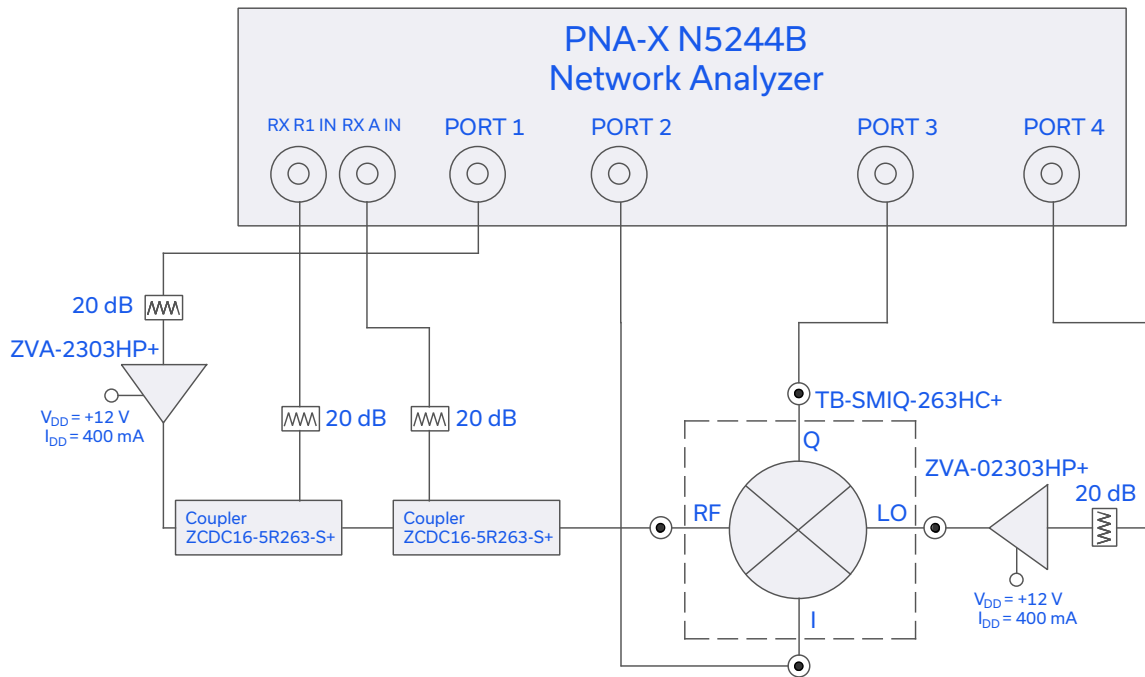 PNA-X N5244B
Network Analyzer
RX R1 IN
RX A IN
PORT 1
PORT 2
PORT 3
PORT 4
20 dB
ZVA-2303HP+
VDD = +12 V
IDD = 400 mA
20 dB
20 dB
TB-SMIQ-263HC+
Q
ZVA-02303HP+
20 dB
Coupler
ZCDC16-5R263-S+
Coupler
ZCDC16-5R263-S+
RF
LO
I
VDD = +12 V
IDD = 400 mA